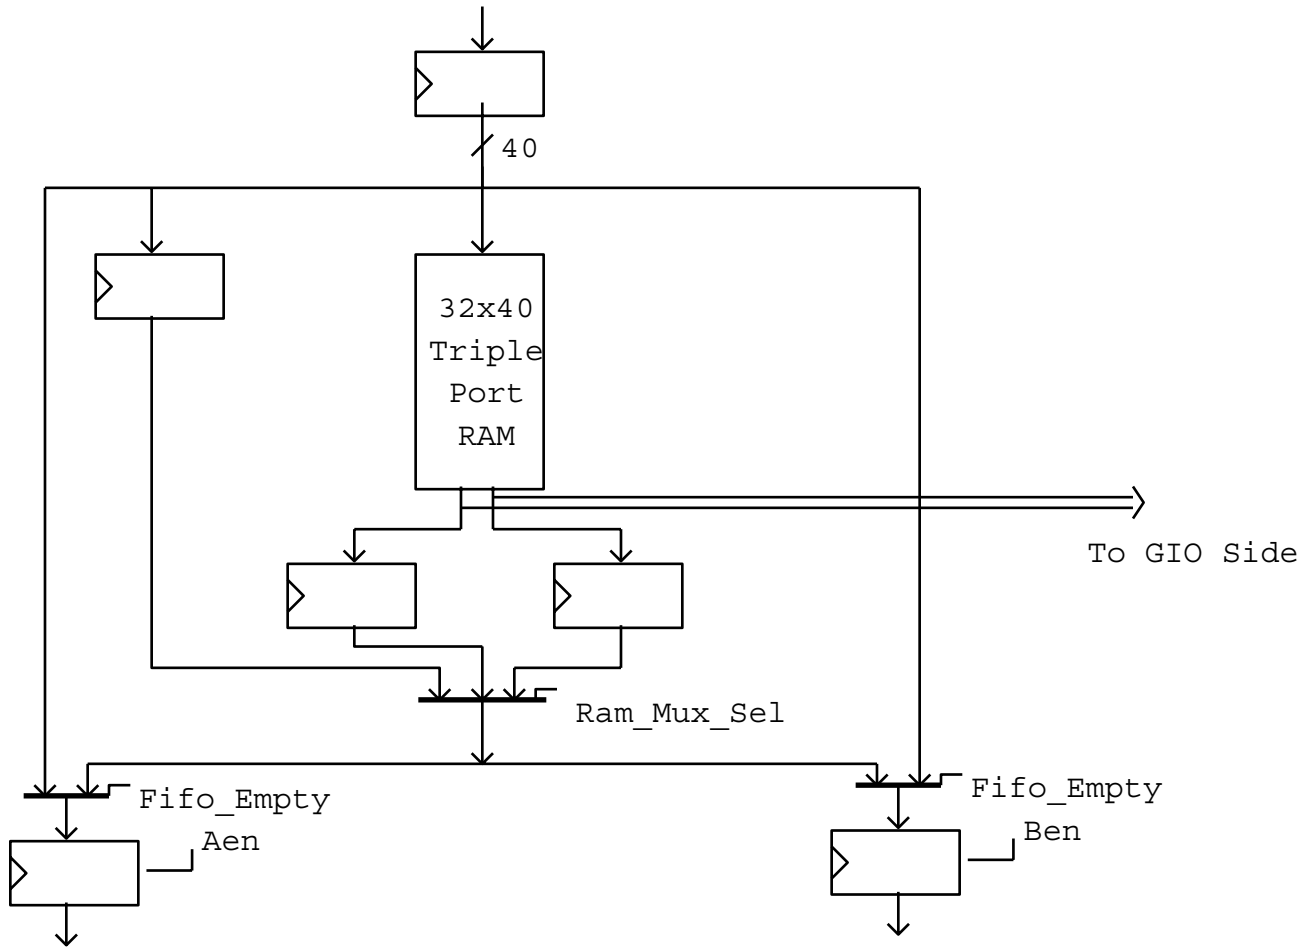 40
32x40
Triple
Port
RAM
To GIO Side
Ram_Mux_Sel
Fifo_Empty
Fifo_Empty
Aen
Ben